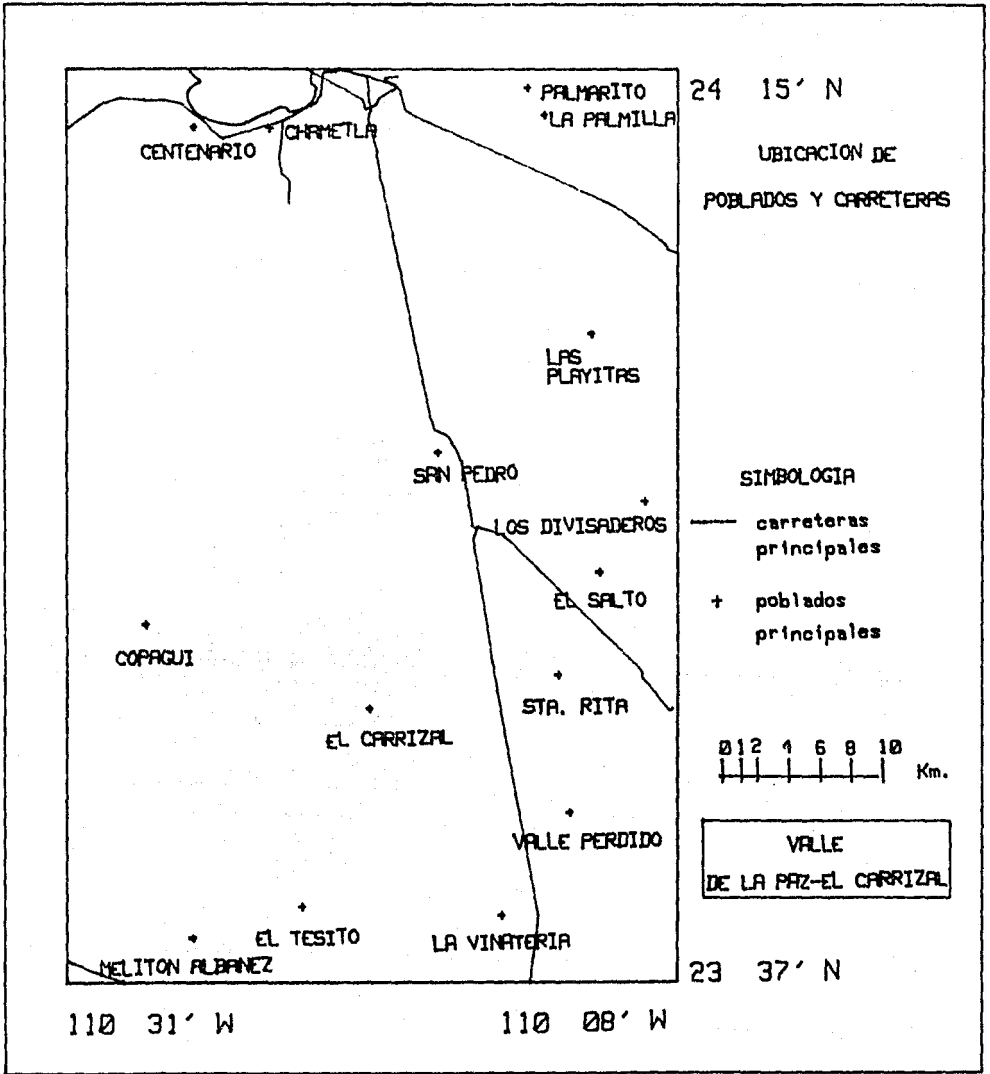 24 15' N
+ PALMARITO
+LA PALMILLA
CENTENARIO
CHAMETLA
UBICACION DE
POBLADOS Y CARRETERAS
LAS
PLAYITAS
SAN PEDRO
LOS DIVISADEROS
EL SALTO
COPAGUI
STA. RITA
EL CARRIZAL
VALLE PERDIDO
EL TESITO
LA VINATERIA
MELITON ALBANEZ
SIMBOLOGIA
carreteras
principales
+ poblados
principales
0 1 2 4 6 8 10
Km.
VALLE
DE LA PAZ-EL CARRIZAL
23 37' N
110 31' W
110 08' W